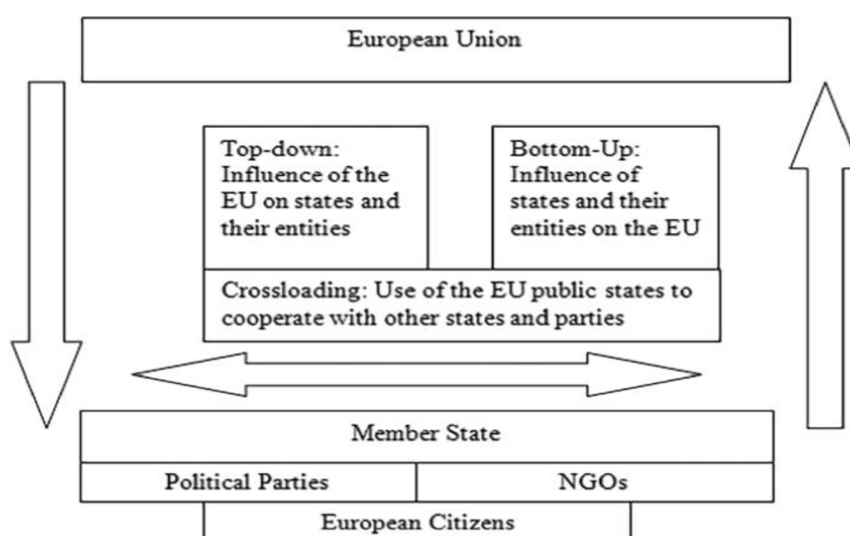 European Union
Top-down:
Influence of the
EU on states and
their entities
Bottom-Up:
Influence of
states and their
entities on the EU
Crossloading: Use of the EU public states to
cooperate with other states and parties
Member State
Political Parties
NGOs
European Citizens